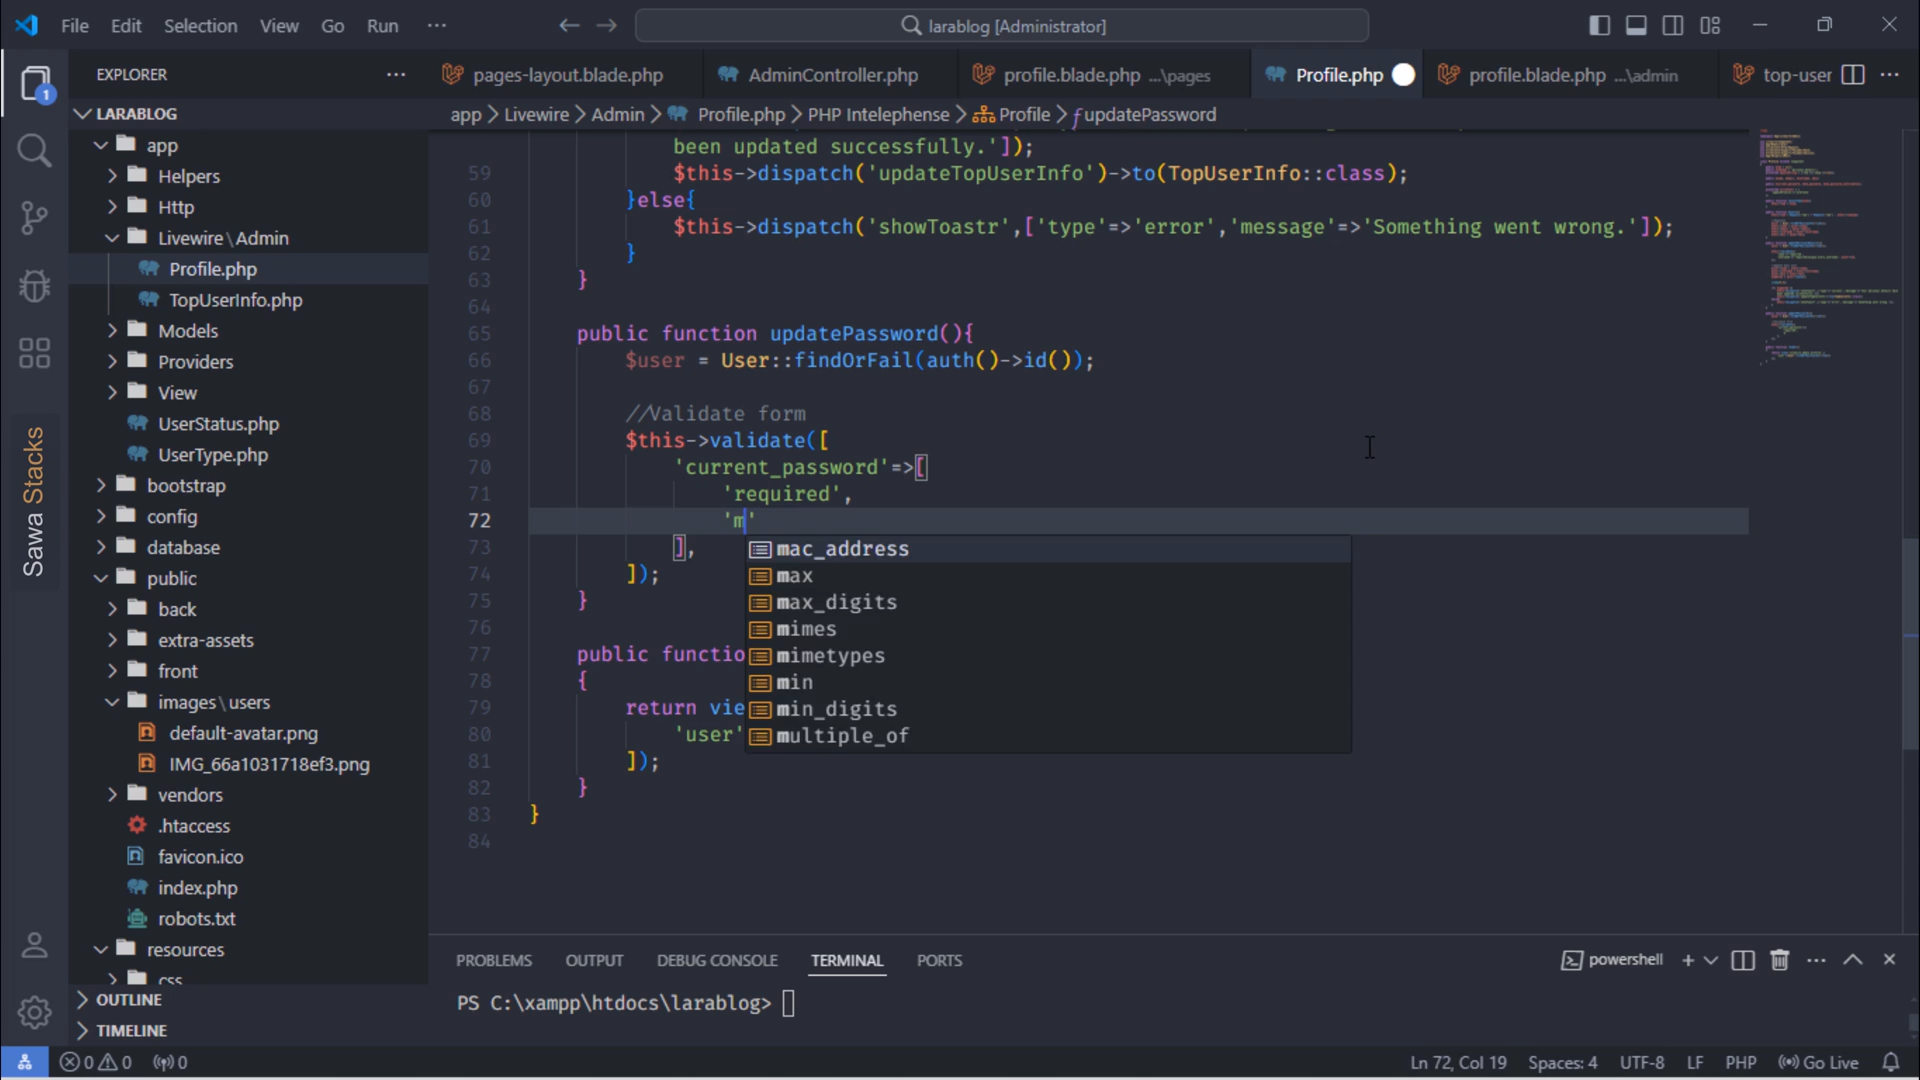 File Edit Selection View Go Run ··· larablog [Administrator]
EXPLORER ···
pages-layout.blade.php AdminController.php profile.blade.php ...\pages Profile.php profile.blade.php ...\admin top-user ···
LARABLOG
app > Livewire > Admin > Profile.php > PHP Intelephense > Profile > updatePassword
app
Helpers
Http
Livewire\Admin
Profile.php
TopUserInfo.php
Models
Providers
View
UserStatus.php
UserType.php
bootstrap
config
database
public
back
extra-assets
front
images\users
default-avatar.png
IMG_66a1031718ef3.png
vendors
.htaccess
favicon.ico
index.php
robots.txt
resources
css
OUTLINE
TIMELINE
1
Sawa Stacks
been updated successfully.']);
59 $this->dispatch('updateTopUserInfo')->to(TopUserInfo::class);
60 }else{
61 $this->dispatch('showToastr',['type'=>'error','message'=>'Something went wrong.']);
62 }
63 }
64
65 public function updatePassword(){
66 $user = User::findOrFail(auth()->id());
67
68 //Validate form
69 $this->validate([
70 'current_password'=>[
71 'required',
72 'm'
73 ],
74 ]);
75 }
76
77 public functio
78 {
79 return vie
80 'user'
81 ]);
82 }
83 }
84
mac_address
max
max_digits
mimes
mimetypes
min
min_digits
multiple_of
PROBLEMS OUTPUT DEBUG CONSOLE TERMINAL PORTS powershell
PS C:\xampp\htdocs\larablog>
0 0 0 Ln 72, Col 19 Spaces: 4 UTF-8 LF PHP Go Live